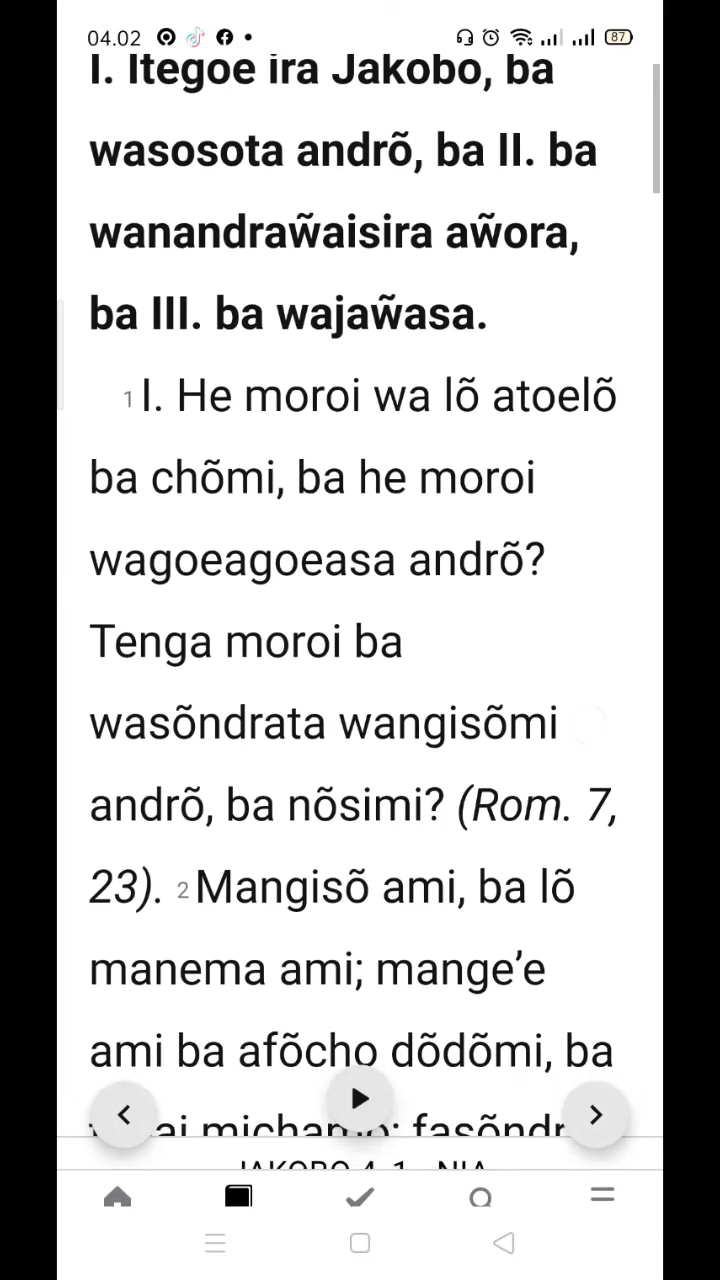 04.02
87
I. Itegoe ira Jakobo, ba
wasosota andrõ, ba II. ba
wanandraw̃aisira aw̃ora,
ba III. ba wajaw̃asa.
1 I. He moroi wa lõ atoelõ
ba chõmi, ba he moroi
wagoeagoeasa andrõ?
Tenga moroi ba
wasõndrata wangisõmi
andrõ, ba nõsimi? (Rom. 7,
23). 2 Mangisõ ami, ba lõ
manema ami; mange’e
ami ba afõcho dõdõmi, ba